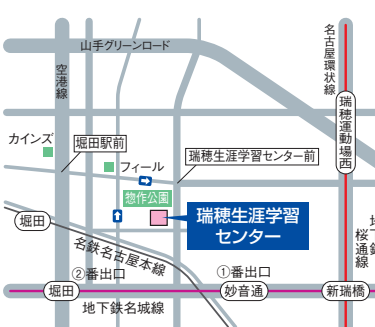 山手グリーンロード
名古屋環状線
空港線
瑞穂運動場西
カインズ
堀田駅前
瑞穂生涯学習センター前
フィール
惣作公園
瑞穂生涯学習
センター
堀田
名鉄名古屋本線
桜通線
②番出口
①番出口
堀田
妙音通
新瑞橋
地下鉄名城線